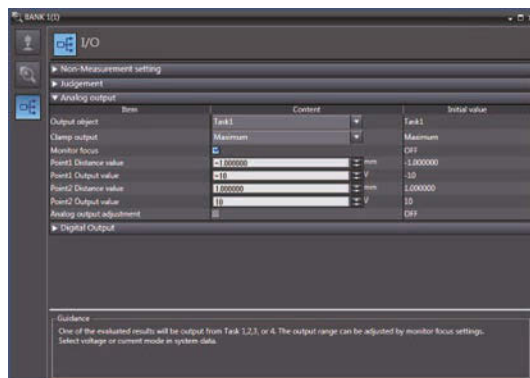 BANK 1(1)
I/O
Non-Measurement setting
Judgement
Analog output
Item Content Initial value
Output object Task1 Task1
Clamp output Maximum Maximum
Monitor focus OFF
Point1 Distance value -1.000000 mm -1.000000
Point1 Output value -10 V -10
Point2 Distance value 1.000000 mm 1.000000
Point2 Output value 10 V 10
Analog output adjustment OFF
Digital Output
Guidance
One of the evaluated results will be output from Task 1,2,3, or 4. The output range can be adjusted by monitor focus settings.
Select voltage or current mode in system data.